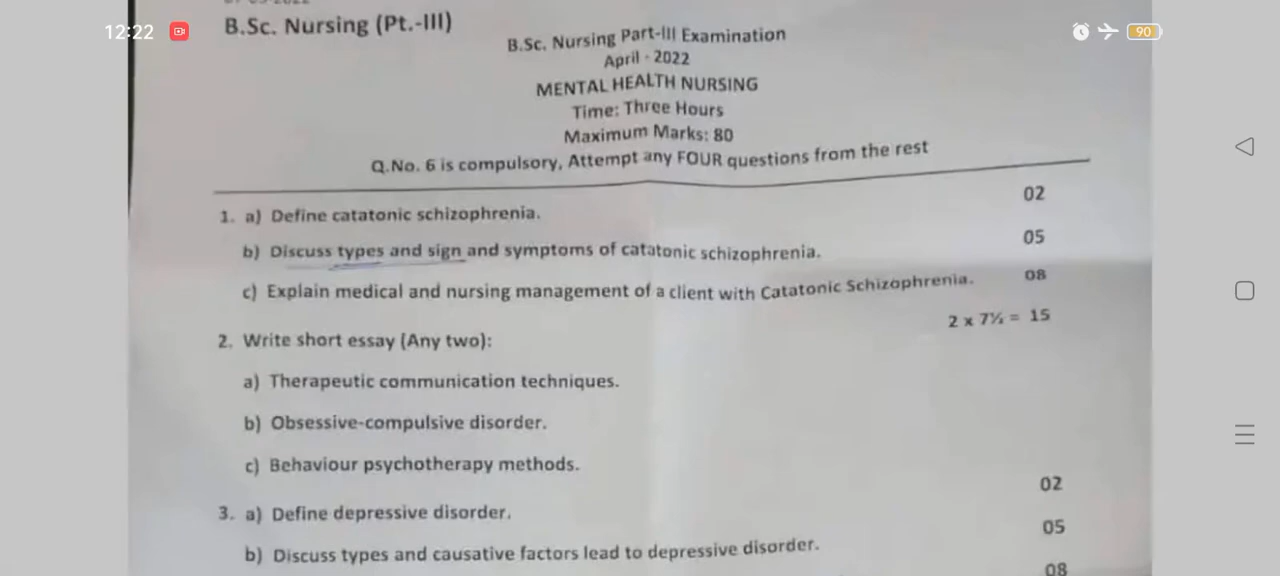 12:22
90
B.Sc. Nursing (Pt.-III)
B.Sc. Nursing Part-III Examination
April - 2022
MENTAL HEALTH NURSING
Time: Three Hours
Maximum Marks: 80
Q.No. 6 is compulsory, Attempt any FOUR questions from the rest
1. a) Define catatonic schizophrenia. 02
b) Discuss types and sign and symptoms of catatonic schizophrenia. 05
c) Explain medical and nursing management of a client with Catatonic Schizophrenia. 08
2. Write short essay (Any two): 2 x 7½ = 15
a) Therapeutic communication techniques.
b) Obsessive-compulsive disorder.
c) Behaviour psychotherapy methods.
3. a) Define depressive disorder. 02
b) Discuss types and causative factors lead to depressive disorder. 05
08